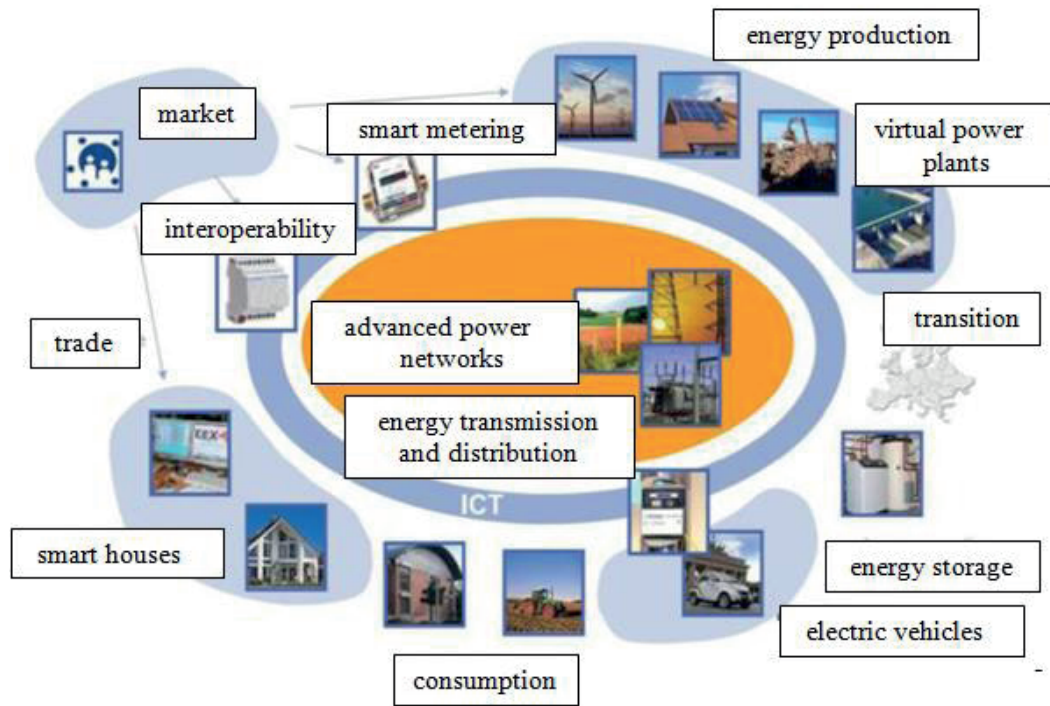 energy production
market
smart metering
virtual power
plants
interoperability
advanced power
networks
transition
trade
energy transmission
and distribution
ICT
smart houses
energy storage
electric vehicles
consumption